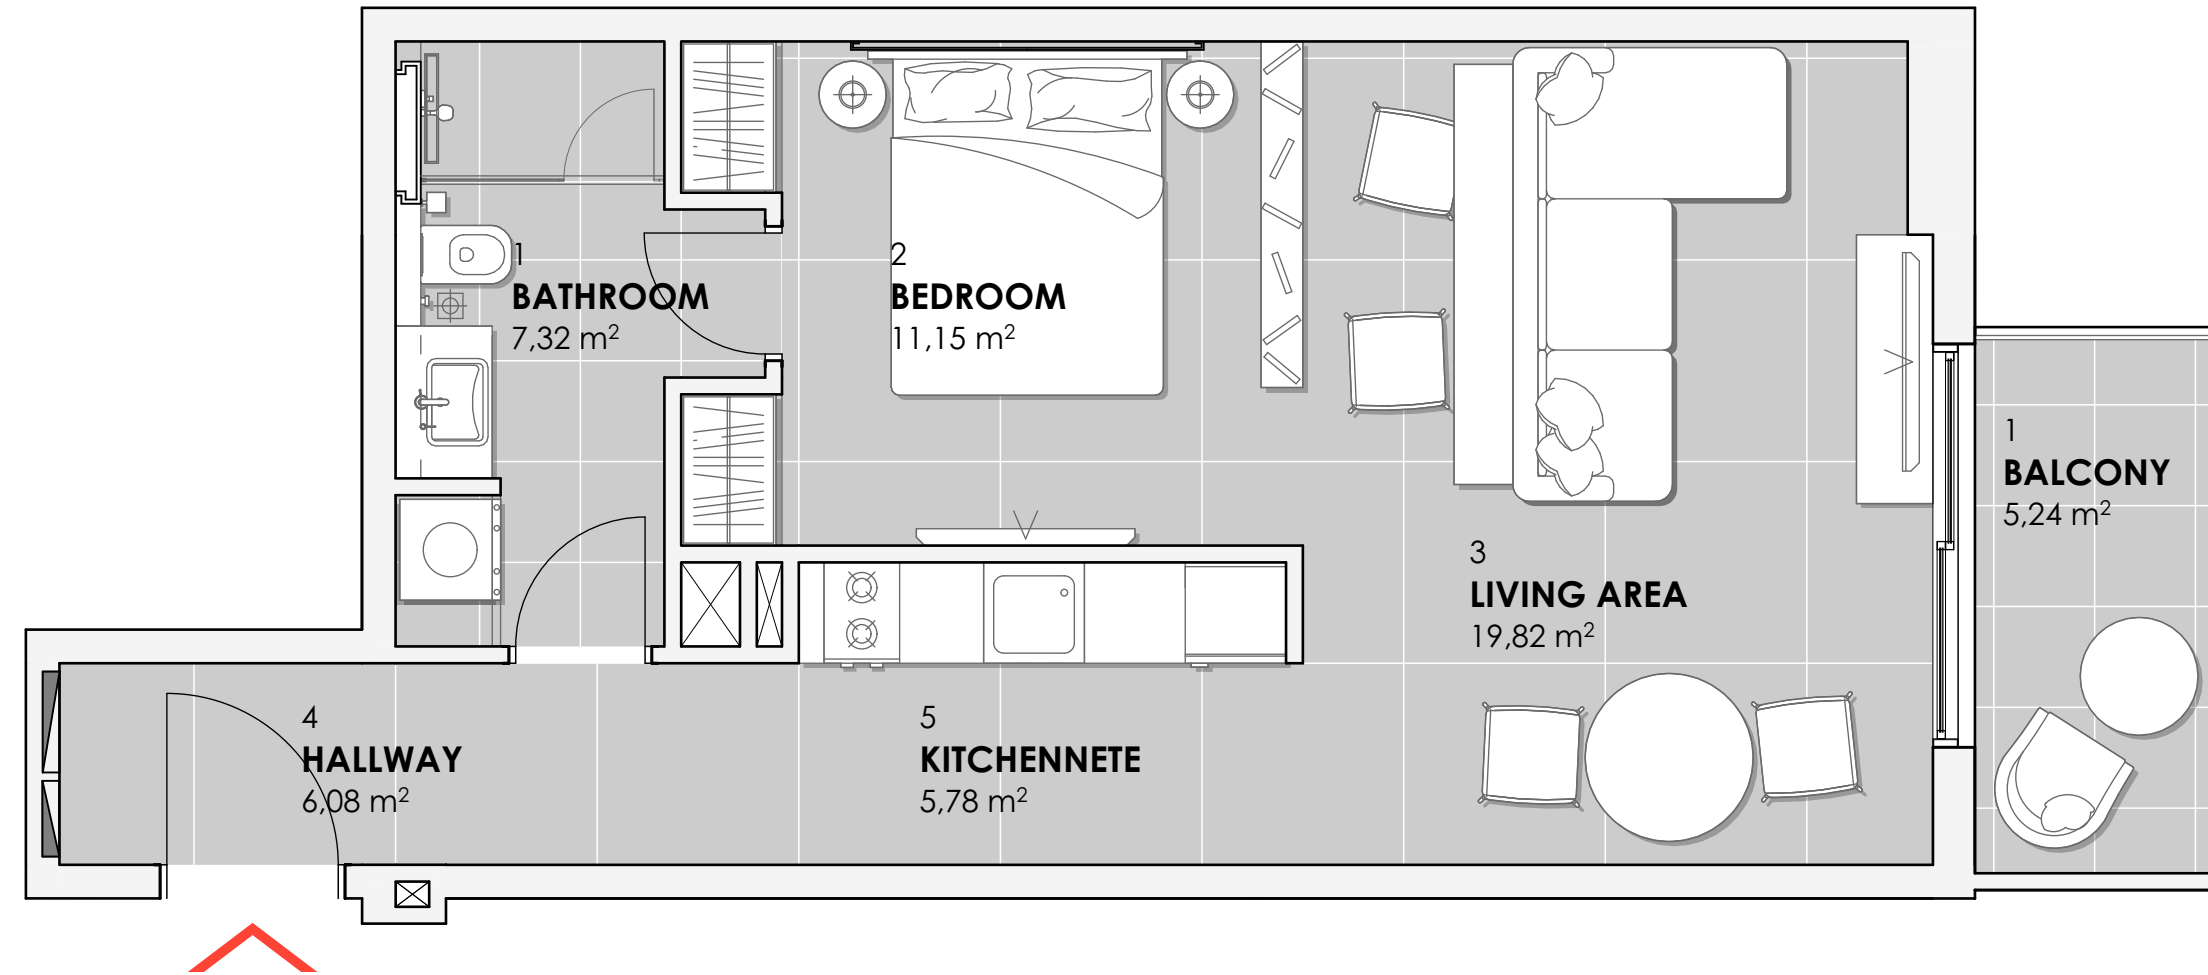 1
BATHROOM
7,32 m²
2
BEDROOM
11,15 m²
1
BALCONY
5,24 m²
3
LIVING AREA
19,82 m²
4
HALLWAY
6,08 m²
5
KITCHENNETE
5,78 m²